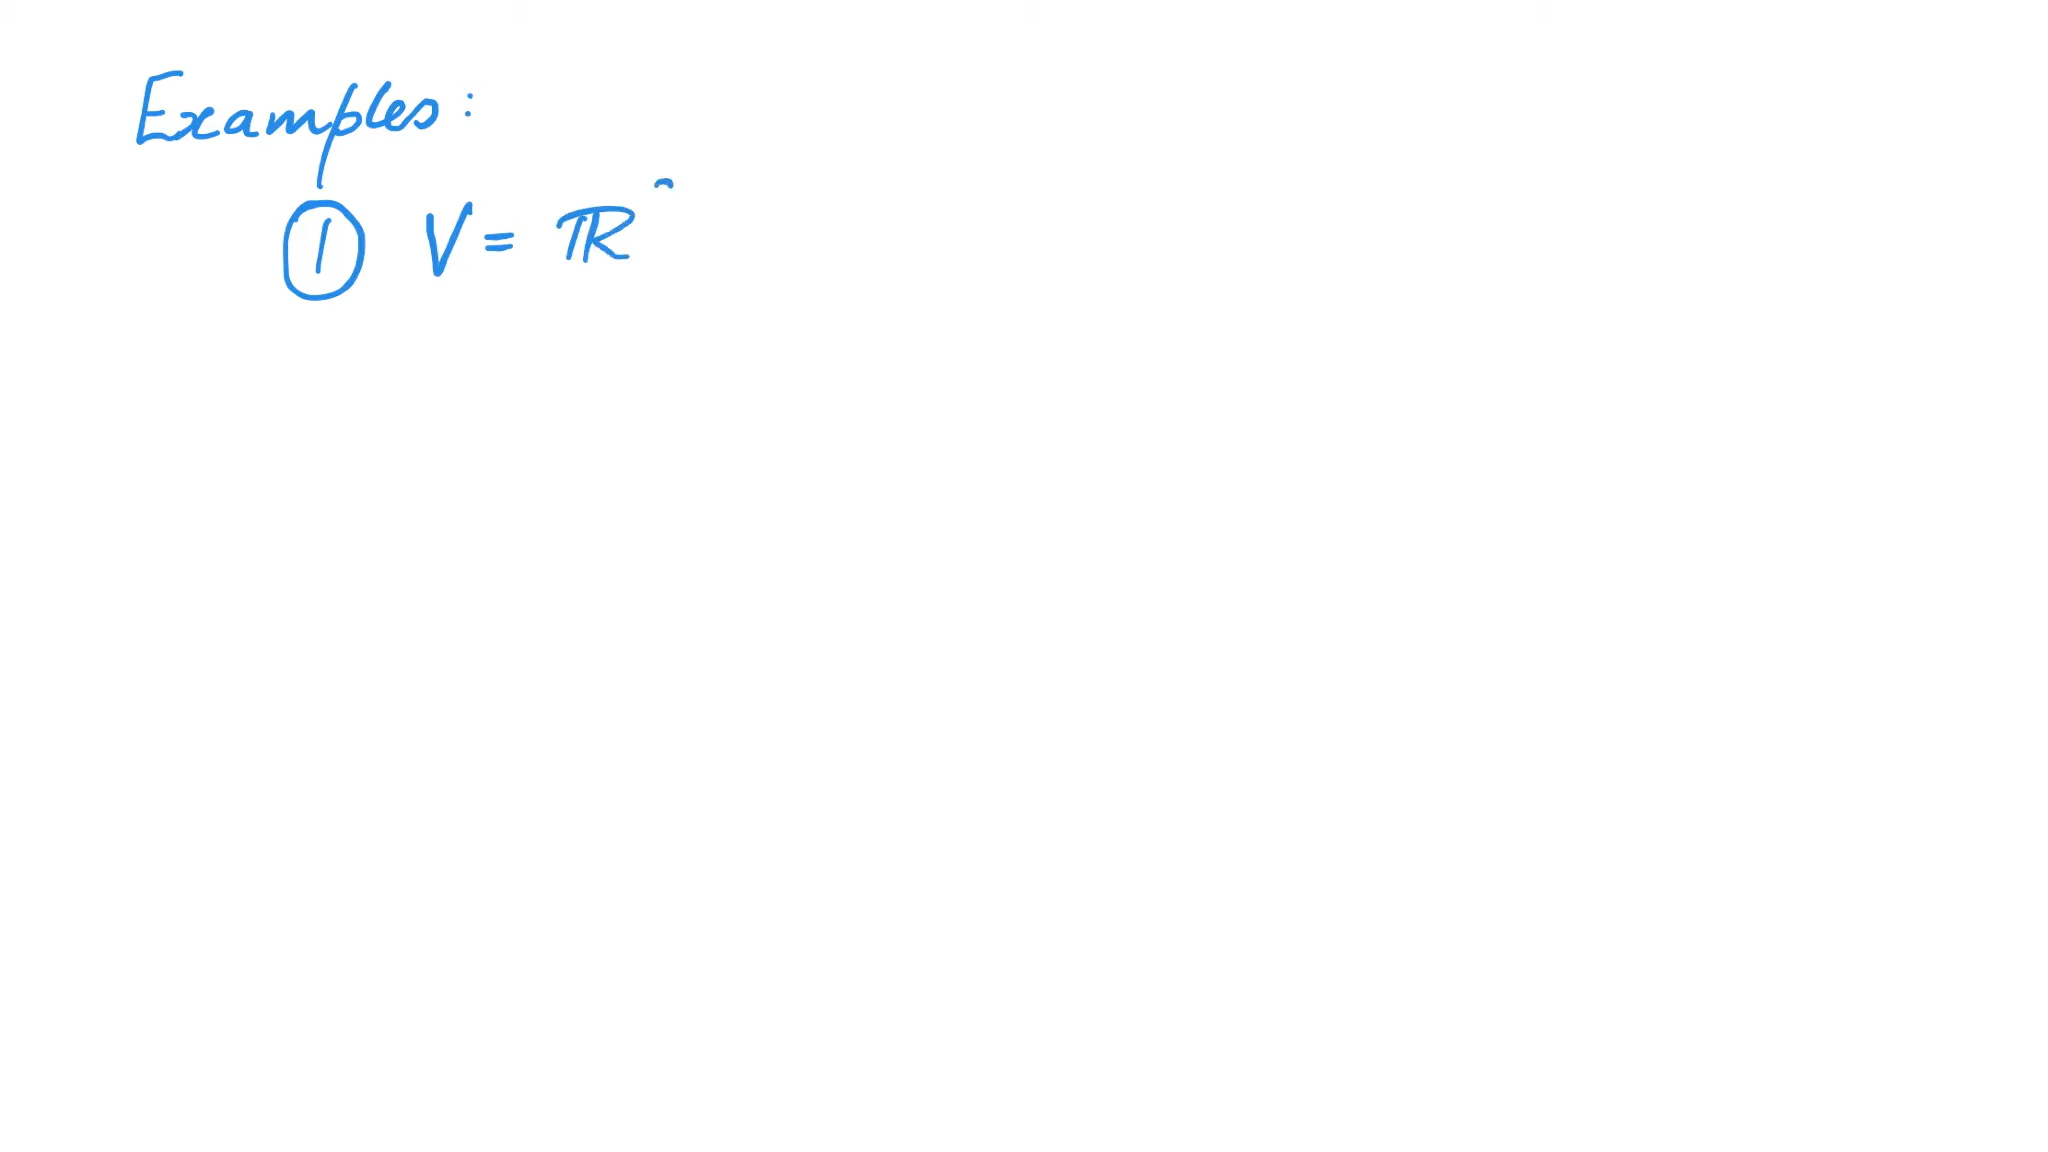 Examples:
① V = ℝ